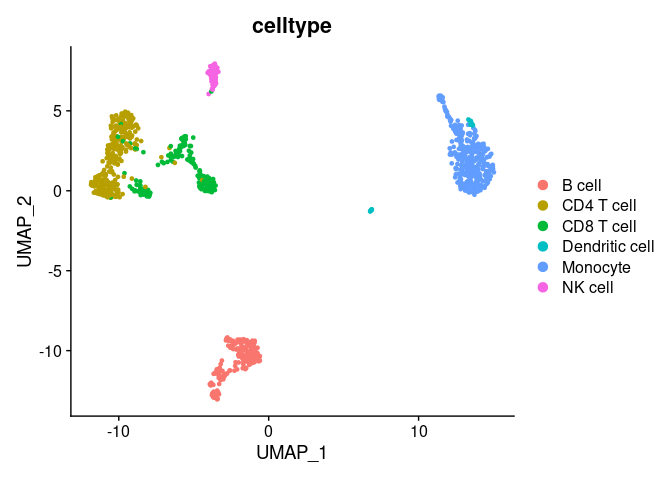 celltype
5
0
-5
-10
UMAP_2
-10
0
10
UMAP_1
B cell
CD4 T cell
CD8 T cell
Dendritic cell
Monocyte
NK cell